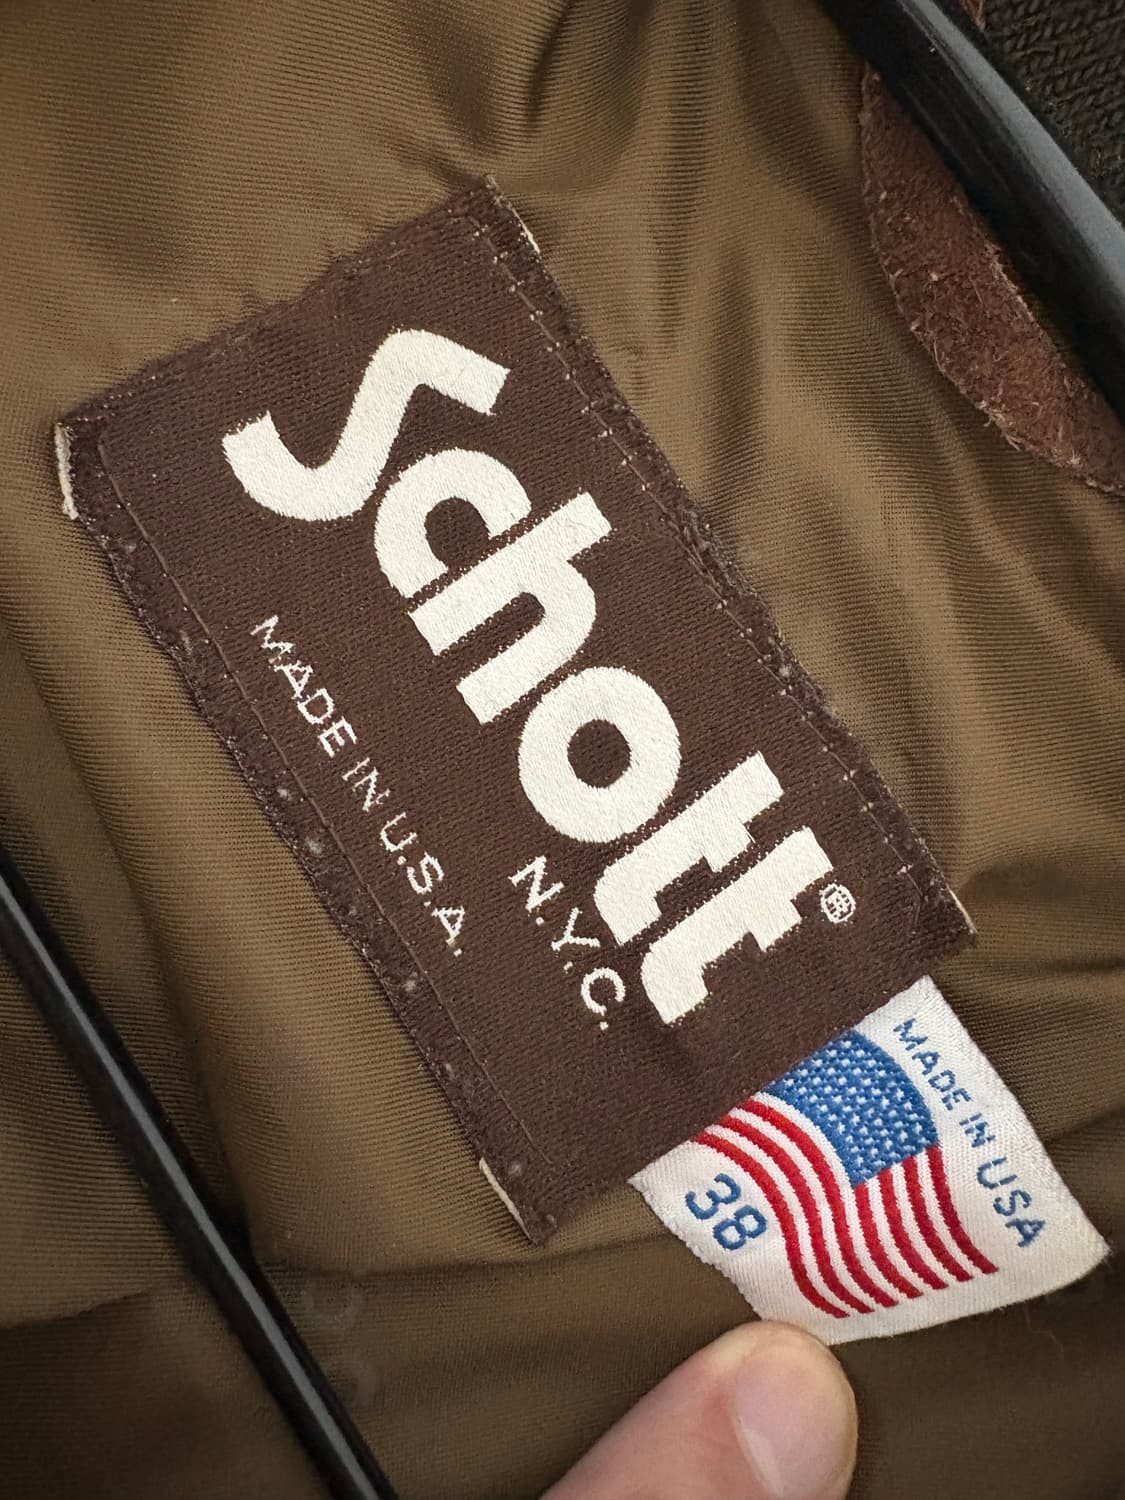 Schott®
N.Y.C.
MADE IN U.S.A.
MADE IN USA
38